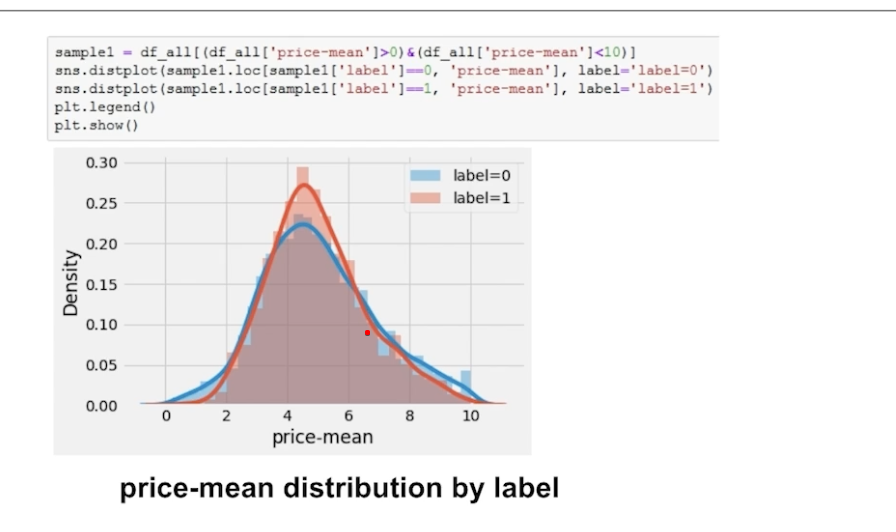 sample1 = df_all[(df_all['price-mean']>0)&(df_all['price-mean']<10)]
sns.distplot(sample1.loc[sample1['label']==0, 'price-mean'], label='label=0')
sns.distplot(sample1.loc[sample1['label']==1, 'price-mean'], label='label=1')
plt.legend()
plt.show()
label=0
label=1
0.30
0.25
0.20
0.15
0.10
0.05
0.00
Density
0 2 4 6 8 10
price-mean
price-mean distribution by label